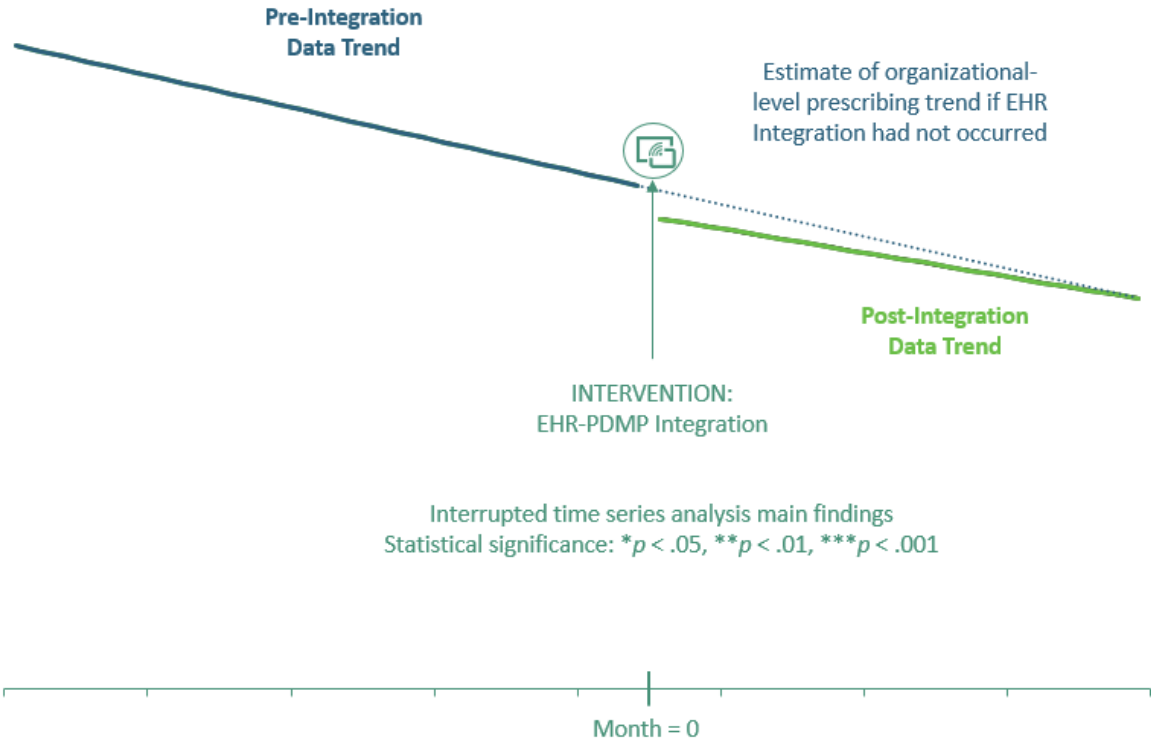 Pre-Integration
Data Trend
Estimate of organizational-
level prescribing trend if EHR
Integration had not occurred
Post-Integration
Data Trend
INTERVENTION:
EHR-PDMP Integration
Interrupted time series analysis main findings
Statistical significance: *p < .05, **p < .01, ***p < .001
Month = 0